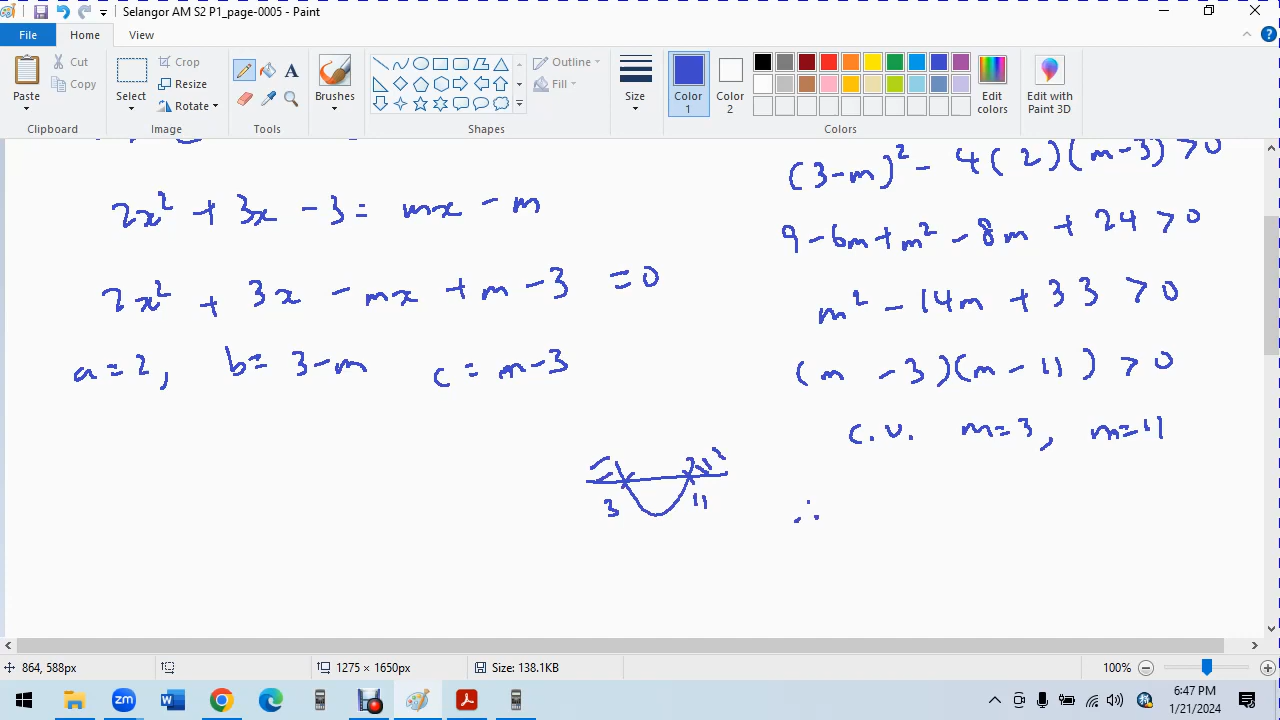 Selangor AM S2 P1_page-0005 - Paint
File Home View
Paste
Cut
Copy
Clipboard
Select
Crop
Resize
Rotate
Image
A
Tools
Brushes
Outline
Fill
Shapes
Size
Color 1
Color 2
Edit colors
Colors
Edit with Paint 3D
2x² + 3x - 3 = mx - m
2x² + 3x - mx + m - 3 = 0
a = 2, b = 3 - m c = m - 3
(3 - m)² - 4(2)(m - 3) > 0
9 - 6m + m² - 8m + 24 > 0
m² - 14m + 33 > 0
(m - 3)(m - 11) > 0
c.v. m = 3, m = 11
3 11
∴
864, 588px
1275 × 1650px
Size: 138.1KB
100%
6:47 PM
1/21/2024